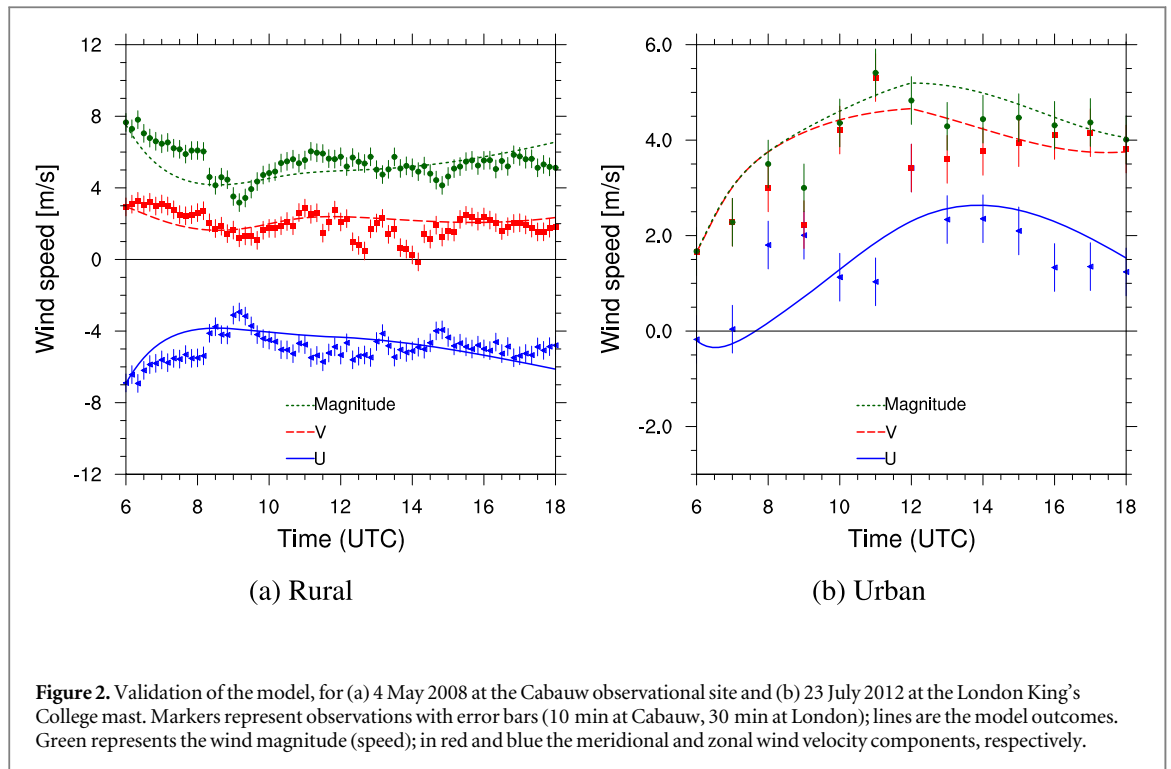 12
8
4
0
-4
-8
-12
Wind speed [m/s]
Magnitude
V
U
6 8 10 12 14 16 18
Time (UTC)
(a) Rural
6.0
4.0
2.0
0.0
-2.0
Wind speed [m/s]
Magnitude
V
U
6 8 10 12 14 16 18
Time (UTC)
(b) Urban
Figure 2. Validation of the model, for (a) 4 May 2008 at the Cabauw observational site and (b) 23 July 2012 at the London King's
College mast. Markers represent observations with error bars (10 min at Cabauw, 30 min at London); lines are the model outcomes.
Green represents the wind magnitude (speed); in red and blue the meridional and zonal wind velocity components, respectively.